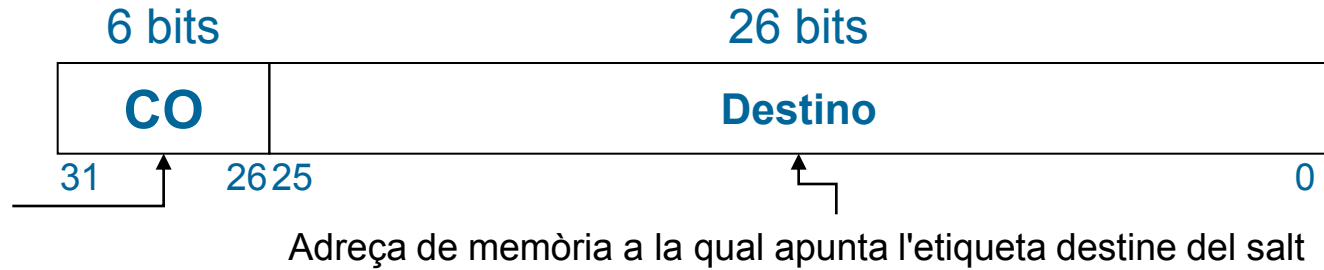 6 bits 26 bits
CO Destino
31 26 25 0
Adreça de memòria a la qual apunta l'etiqueta destine del salt